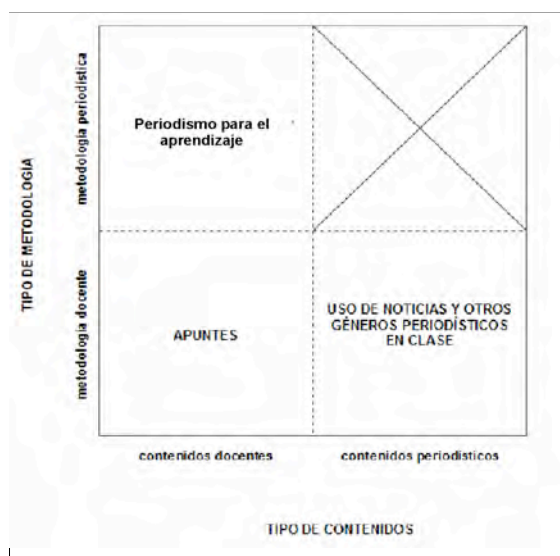 TIPO DE METODOLOGÍA
metodología periodística
metodología docente
Periodismo para el
aprendizaje
APUNTES
USO DE NOTICIAS Y OTROS
GÉNEROS PERIODÍSTICOS
EN CLASE
contenidos docentes
contenidos periodísticos
TIPO DE CONTENIDOS